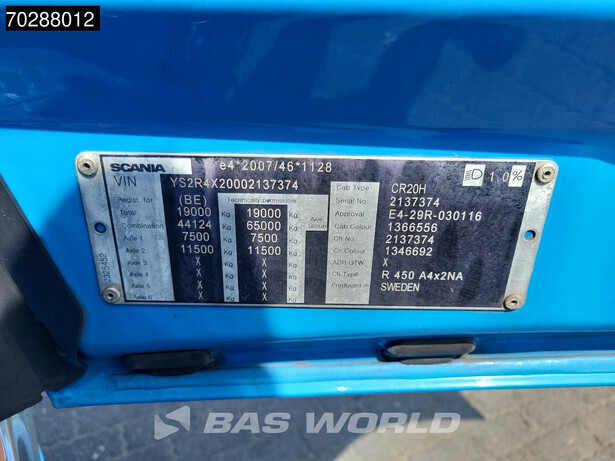 70288012
SCANIA e4*2007/46*1128
VIN YS2R4X20002137374 1,0%
Regist. for (BE) Technically permissible
Total 19000 Kg 19000 Kg Axle Group
Combination 44124 Kg 65000 Kg
Axle 1 7500 Kg 7500 Kg
Axle 2 11500 Kg 11500 Kg
Axle 3 X Kg X Kg
Axle 4 X Kg X Kg
Axle 5 X Kg X Kg
Axle 6 X Kg X Kg
Cab Type CR20H
Serial No. 2137374
Approval E4-29R-030116
Cab Colour 1366556
Ch No. 2137374
Ch Colour 1346692
ADR GTW X
Ch Type R 450 A4x2NA
Produced in SWEDEN
2325452
BAS WORLD